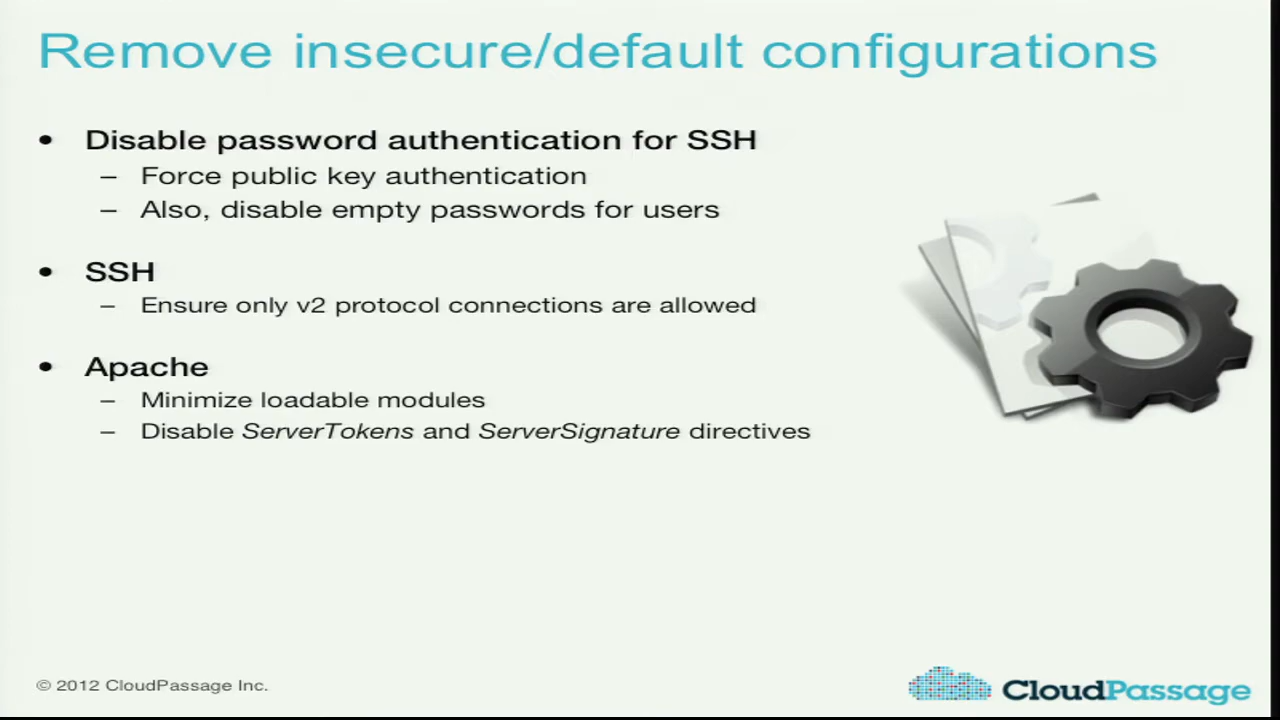 Remove insecure/default configurations
• Disable password authentication for SSH
– Force public key authentication
– Also, disable empty passwords for users
• SSH
– Ensure only v2 protocol connections are allowed
• Apache
– Minimize loadable modules
– Disable ServerTokens and ServerSignature directives
© 2012 CloudPassage Inc.
CloudPassage